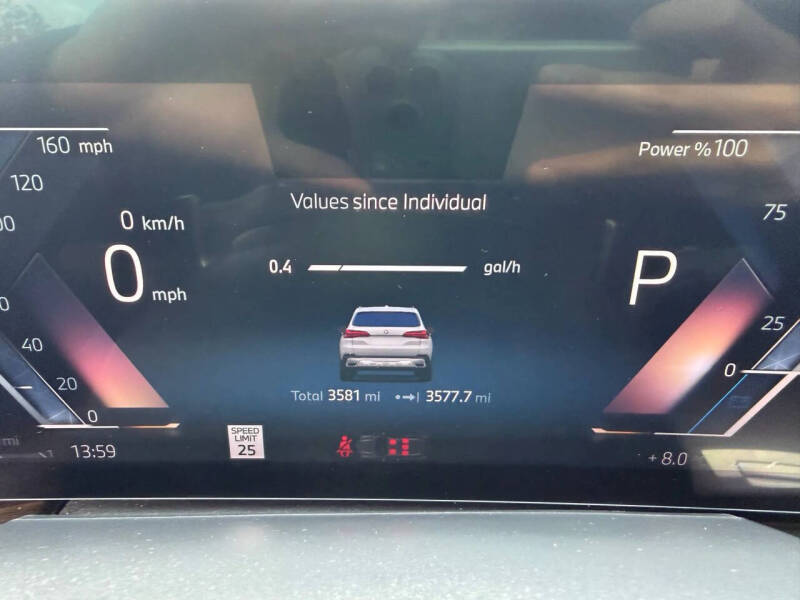 160 mph
Power %100
120
Values since Individual
75
0 km/h
0 mph
0.4 gal/h
P
40
25
20
0
0
Total 3581 mi 3577.7 mi
mi
13:59
SPEED
LIMIT
25
+ 8.0